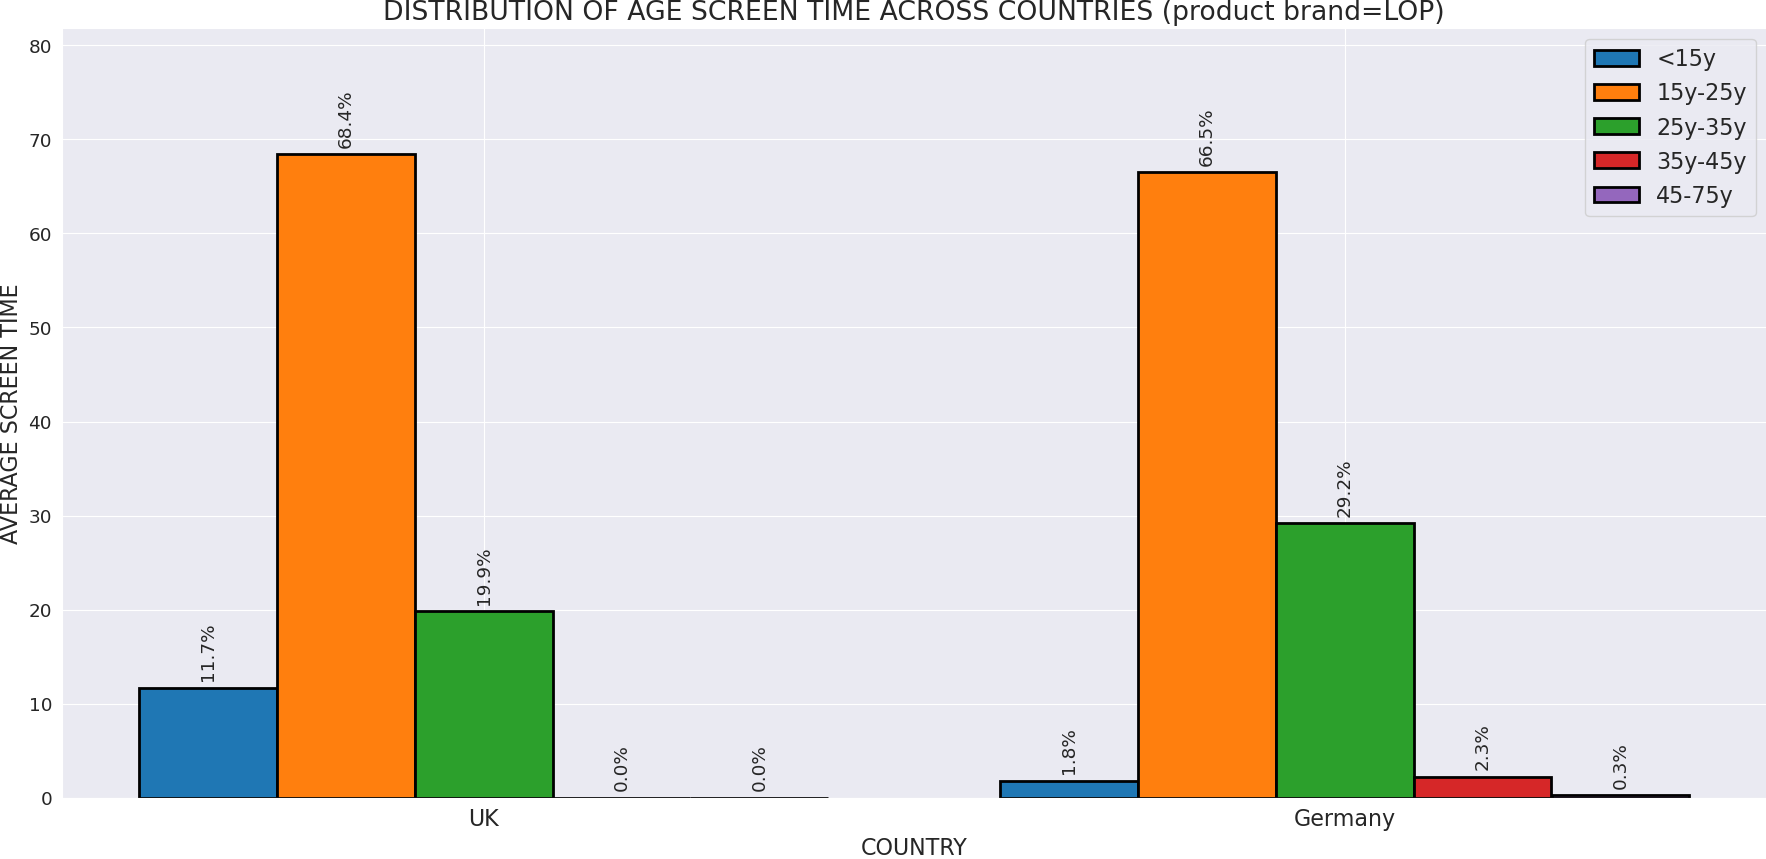 DISTRIBUTION OF AGE SCREEN TIME ACROSS COUNTRIES (product brand=LOP)
<15y
15y-25y
25y-35y
35y-45y
45-75y
AVERAGE SCREEN TIME
80
70
60
50
40
30
20
10
0
11.7%
68.4%
19.9%
0.0%
0.0%
1.8%
66.5%
29.2%
2.3%
0.3%
UK
Germany
COUNTRY